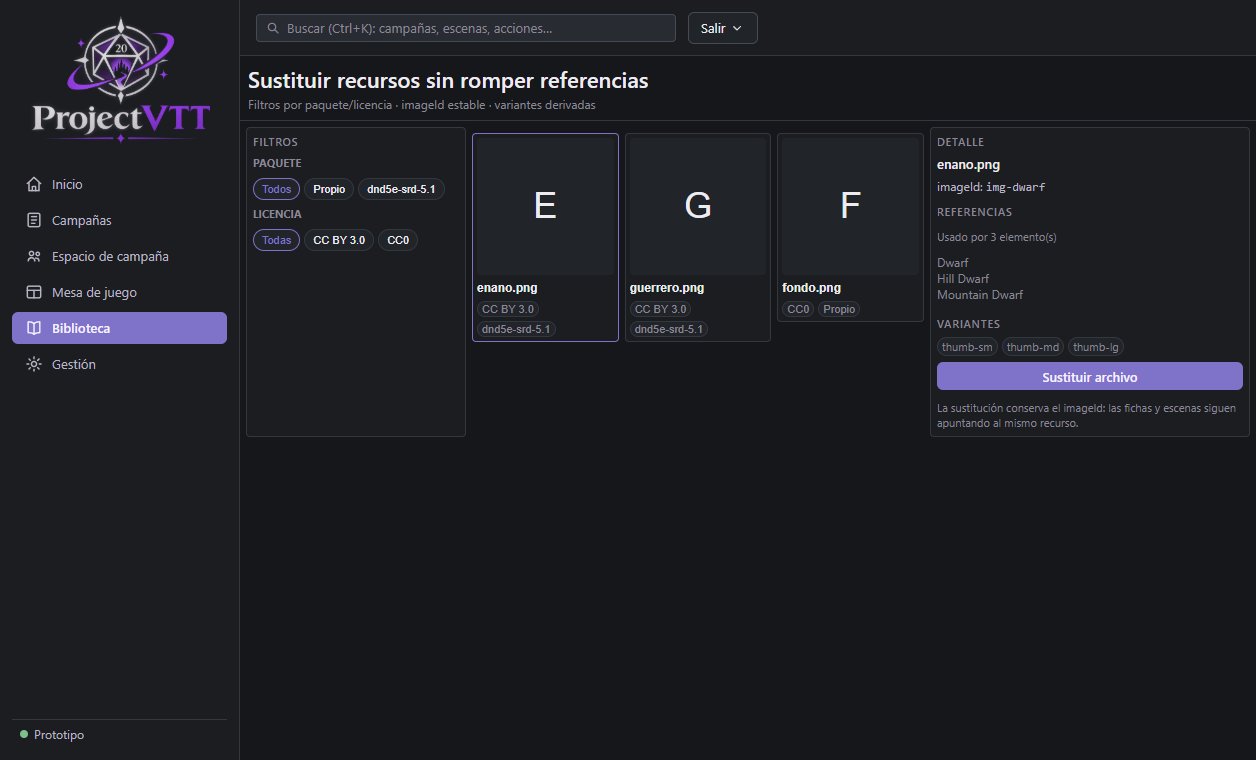 20
ProjectVTT
Inicio
Campañas
Espacio de campaña
Mesa de juego
Biblioteca
Gestión
Prototipo
Buscar (Ctrl+K): campañas, escenas, acciones...
Salir
Sustituir recursos sin romper referencias
Filtros por paquete/licencia · imageId estable · variantes derivadas
FILTROS
PAQUETE
Todos Propio dnd5e-srd-5.1
LICENCIA
Todas CC BY 3.0 CC0
E
enano.png
CC BY 3.0
dnd5e-srd-5.1
G
guerrero.png
CC BY 3.0
dnd5e-srd-5.1
F
fondo.png
CC0 Propio
DETALLE
enano.png
imageId: img-dwarf
REFERENCIAS
Usado por 3 elemento(s)
Dwarf
Hill Dwarf
Mountain Dwarf
VARIANTES
thumb-sm thumb-md thumb-lg
Sustituir archivo
La sustitución conserva el imageId: las fichas y escenas siguen
apuntando al mismo recurso.